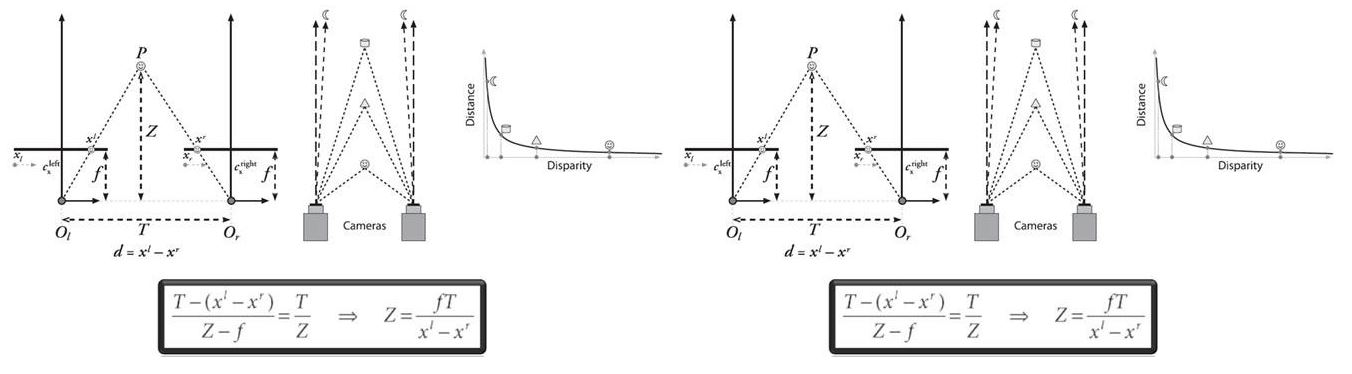 P
Z
x^l
x^r
x_l
c_x^left
f
x_r
c_x^right
f
T
O_l
O_r
d = x^l − x^r
Cameras
Distance
Disparity
T−(x^l−x^r) / Z−f = T / Z ⇒ Z = fT / x^l−x^r
P
Z
x^l
x^r
x_l
c_x^left
f
x_r
c_x^right
f
T
O_l
O_r
d = x^l − x^r
Cameras
Distance
Disparity
T−(x^l−x^r) / Z−f = T / Z ⇒ Z = fT / x^l−x^r